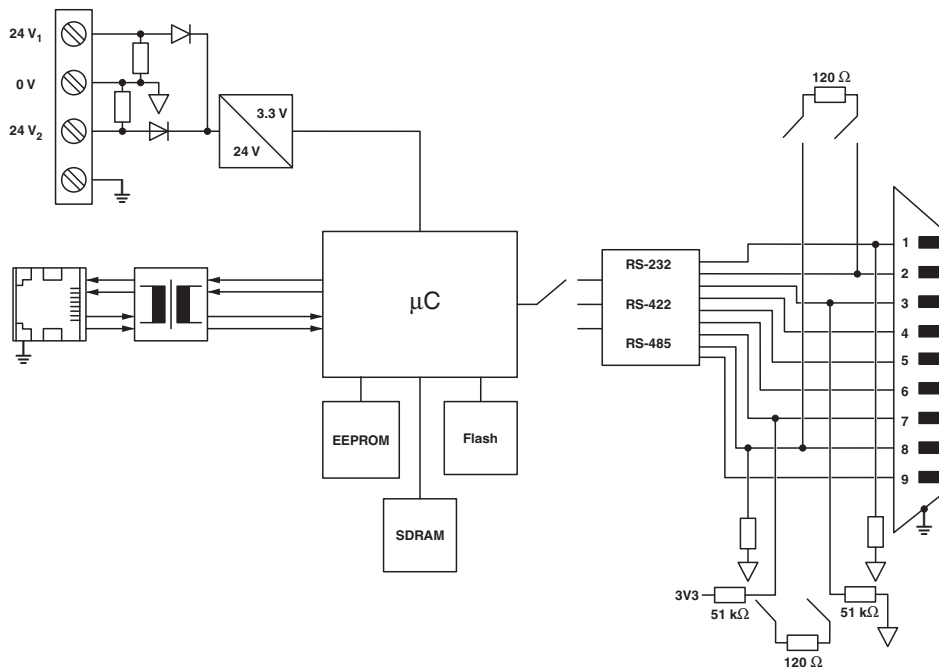 24 V1
0 V
24 V2
3.3 V
24 V
120 Ω
µC
RS-232
RS-422
RS-485
EEPROM
Flash
SDRAM
1
2
3
4
5
6
7
8
9
3V3
51 kΩ
51 kΩ
120 Ω